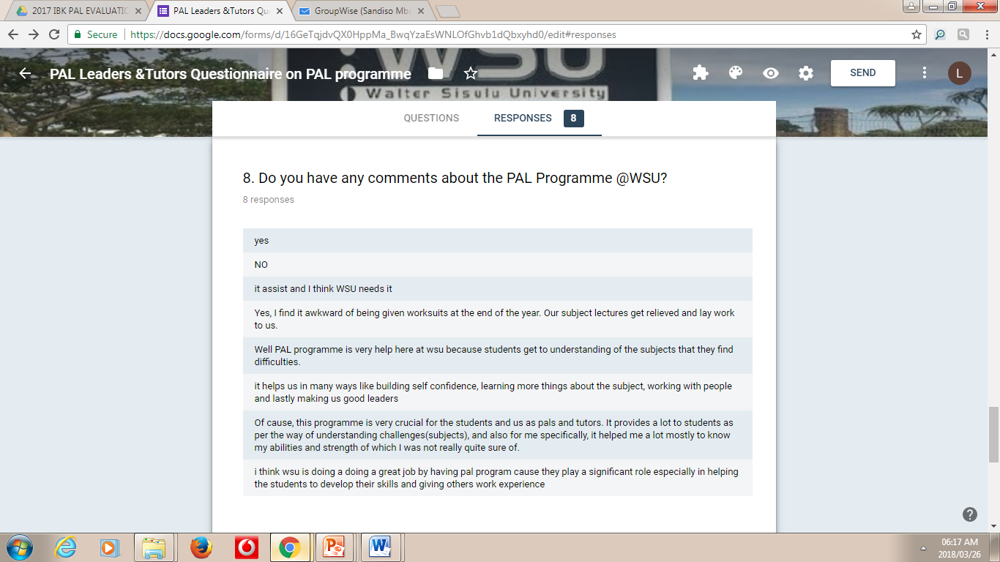 2017 IBK PAL EVALUATIC
PAL Leaders &Tutors Qu
GroupWise (Sandiso Mb
Secure
https://docs.google.com/forms/d/16GeTqjdvQX0HppMa_BwqYzaEsWNLOfGhvb1dQbxyhd0/edit#responses
PAL Leaders &Tutors Questionnaire on PAL programme
SEND
L
WSU
Walter Sisulu University
QUESTIONS
RESPONSES 8
8. Do you have any comments about the PAL Programme @WSU?
8 responses
yes
NO
it assist and I think WSU needs it
Yes, I find it awkward of being given worksuits at the end of the year. Our subject lectures get relieved and lay work
to us.
Well PAL programme is very help here at wsu because students get to understanding of the subjects that they find
difficulties.
it helps us in many ways like building self confidence, learning more things about the subject, working with people
and lastly making us good leaders
Of cause, this programme is very crucial for the students and us as pals and tutors. It provides a lot to students as
per the way of understanding challenges(subjects), and also for me specifically, it helped me a lot mostly to know
my abilities and strength of which I was not really quite sure of.
i think wsu is doing a doing a great job by having pal program cause they play a significant role especially in helping
the students to develop their skills and giving others work experience
06:17 AM
2018/03/26